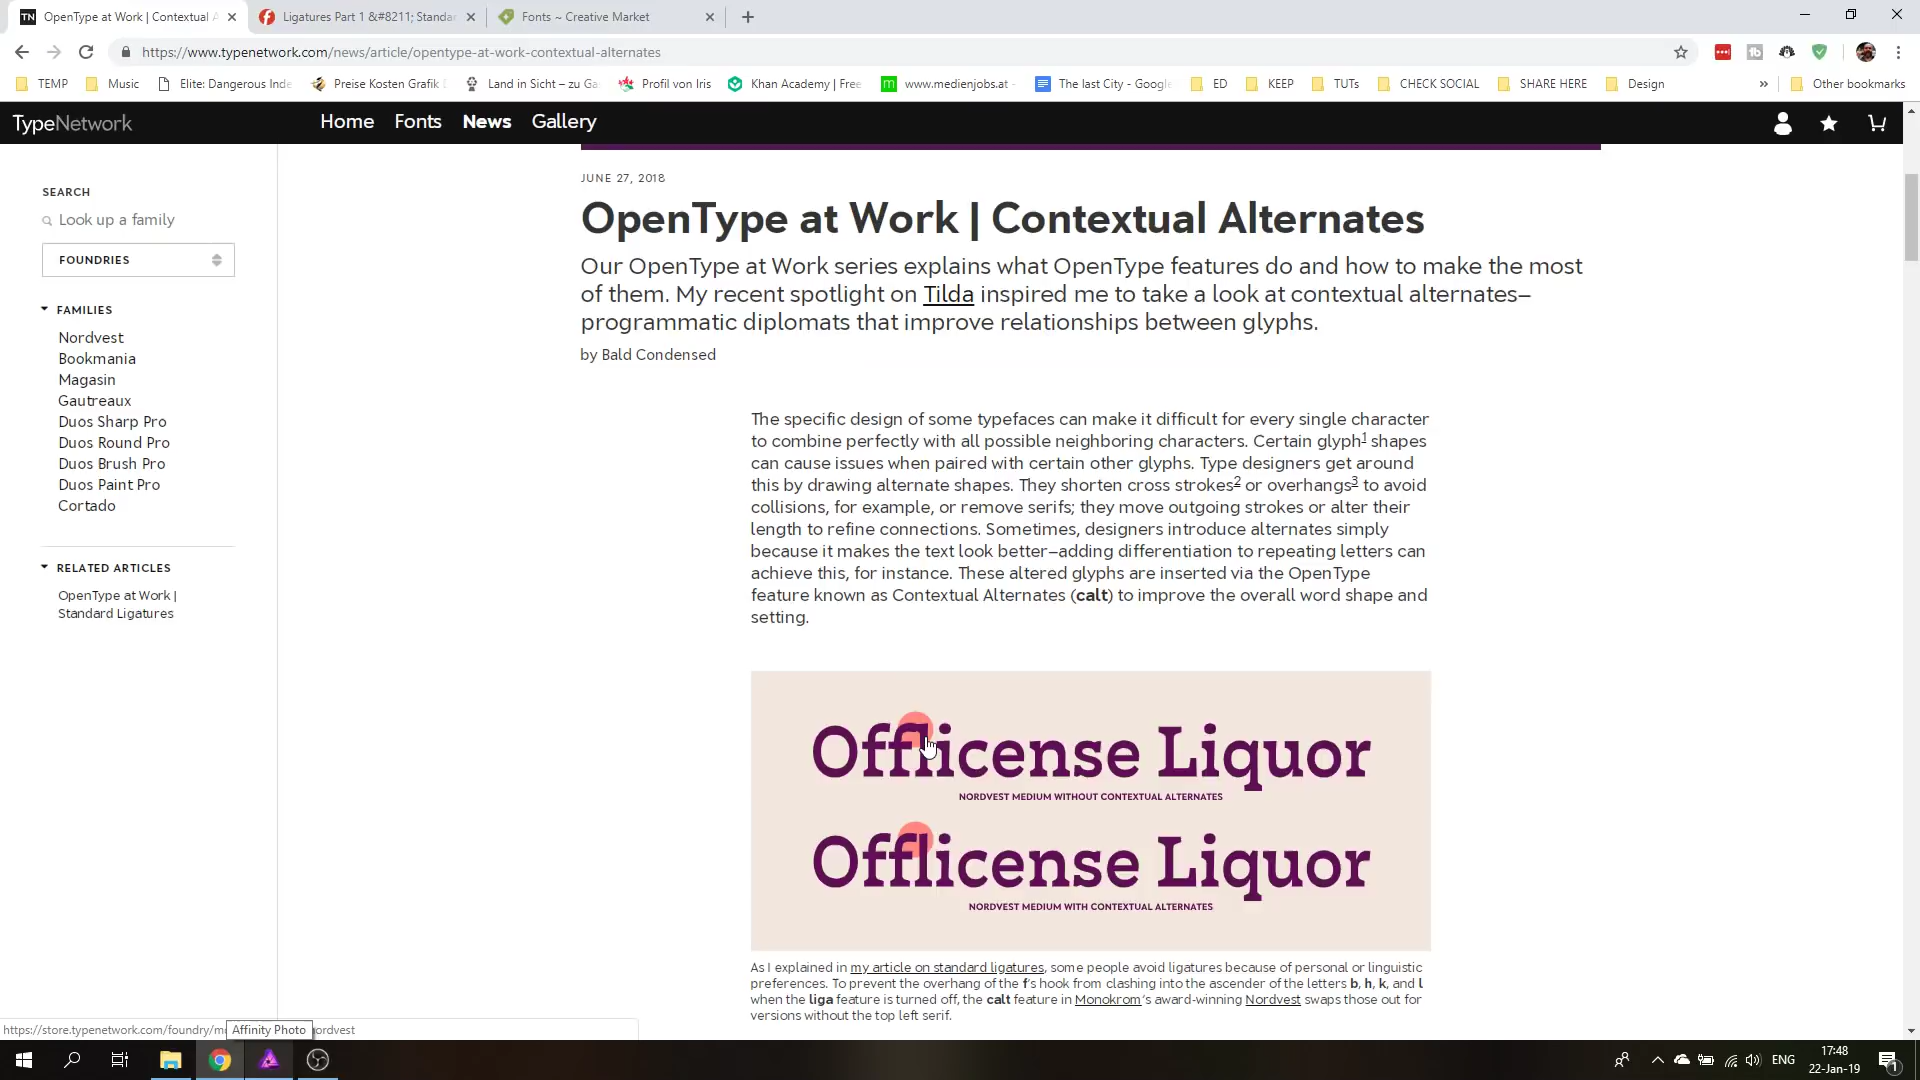 OpenType at Work | Contextual A
Ligatures Part 1 &#8211; Standar
Fonts ~ Creative Market
https://www.typenetwork.com/news/article/opentype-at-work-contextual-alternates
TEMP
Music
Elite: Dangerous Inde
Preise Kosten Grafik
Land in Sicht – zu Ga
Profil von Iris
Khan Academy | Free
www.medienjobs.at -
The last City - Google
ED
KEEP
TUTs
CHECK SOCIAL
SHARE HERE
Design
»
Other bookmarks
TypeNetwork
Home
Fonts
News
Gallery
SEARCH
Look up a family
FOUNDRIES
FAMILIES
Nordvest
Bookmania
Magasin
Gautreaux
Duos Sharp Pro
Duos Round Pro
Duos Brush Pro
Duos Paint Pro
Cortado
RELATED ARTICLES
OpenType at Work |
Standard Ligatures
JUNE 27, 2018
OpenType at Work | Contextual Alternates
Our OpenType at Work series explains what OpenType features do and how to make the most
of them. My recent spotlight on Tilda inspired me to take a look at contextual alternates—
programmatic diplomats that improve relationships between glyphs.
by Bald Condensed
The specific design of some typefaces can make it difficult for every single character
to combine perfectly with all possible neighboring characters. Certain glyph1 shapes
can cause issues when paired with certain other glyphs. Type designers get around
this by drawing alternate shapes. They shorten cross strokes2 or overhangs3 to avoid
collisions, for example, or remove serifs; they move outgoing strokes or alter their
length to refine connections. Sometimes, designers introduce alternates simply
because it makes the text look better—adding differentiation to repeating letters can
achieve this, for instance. These altered glyphs are inserted via the OpenType
feature known as Contextual Alternates (calt) to improve the overall word shape and
setting.
Offlicense Liquor
NORDVEST MEDIUM WITHOUT CONTEXTUAL ALTERNATES
Offlicense Liquor
NORDVEST MEDIUM WITH CONTEXTUAL ALTERNATES
As I explained in my article on standard ligatures, some people avoid ligatures because of personal or linguistic
preferences. To prevent the overhang of the f's hook from clashing into the ascender of the letters b, h, k, and l
when the liga feature is turned off, the calt feature in Monokrom's award-winning Nordvest swaps those out for
versions without the top left serif.
https://store.typenetwork.com/foundry/m
Affinity Photo
ordvest
ENG
17:48
22-Jan-19
1